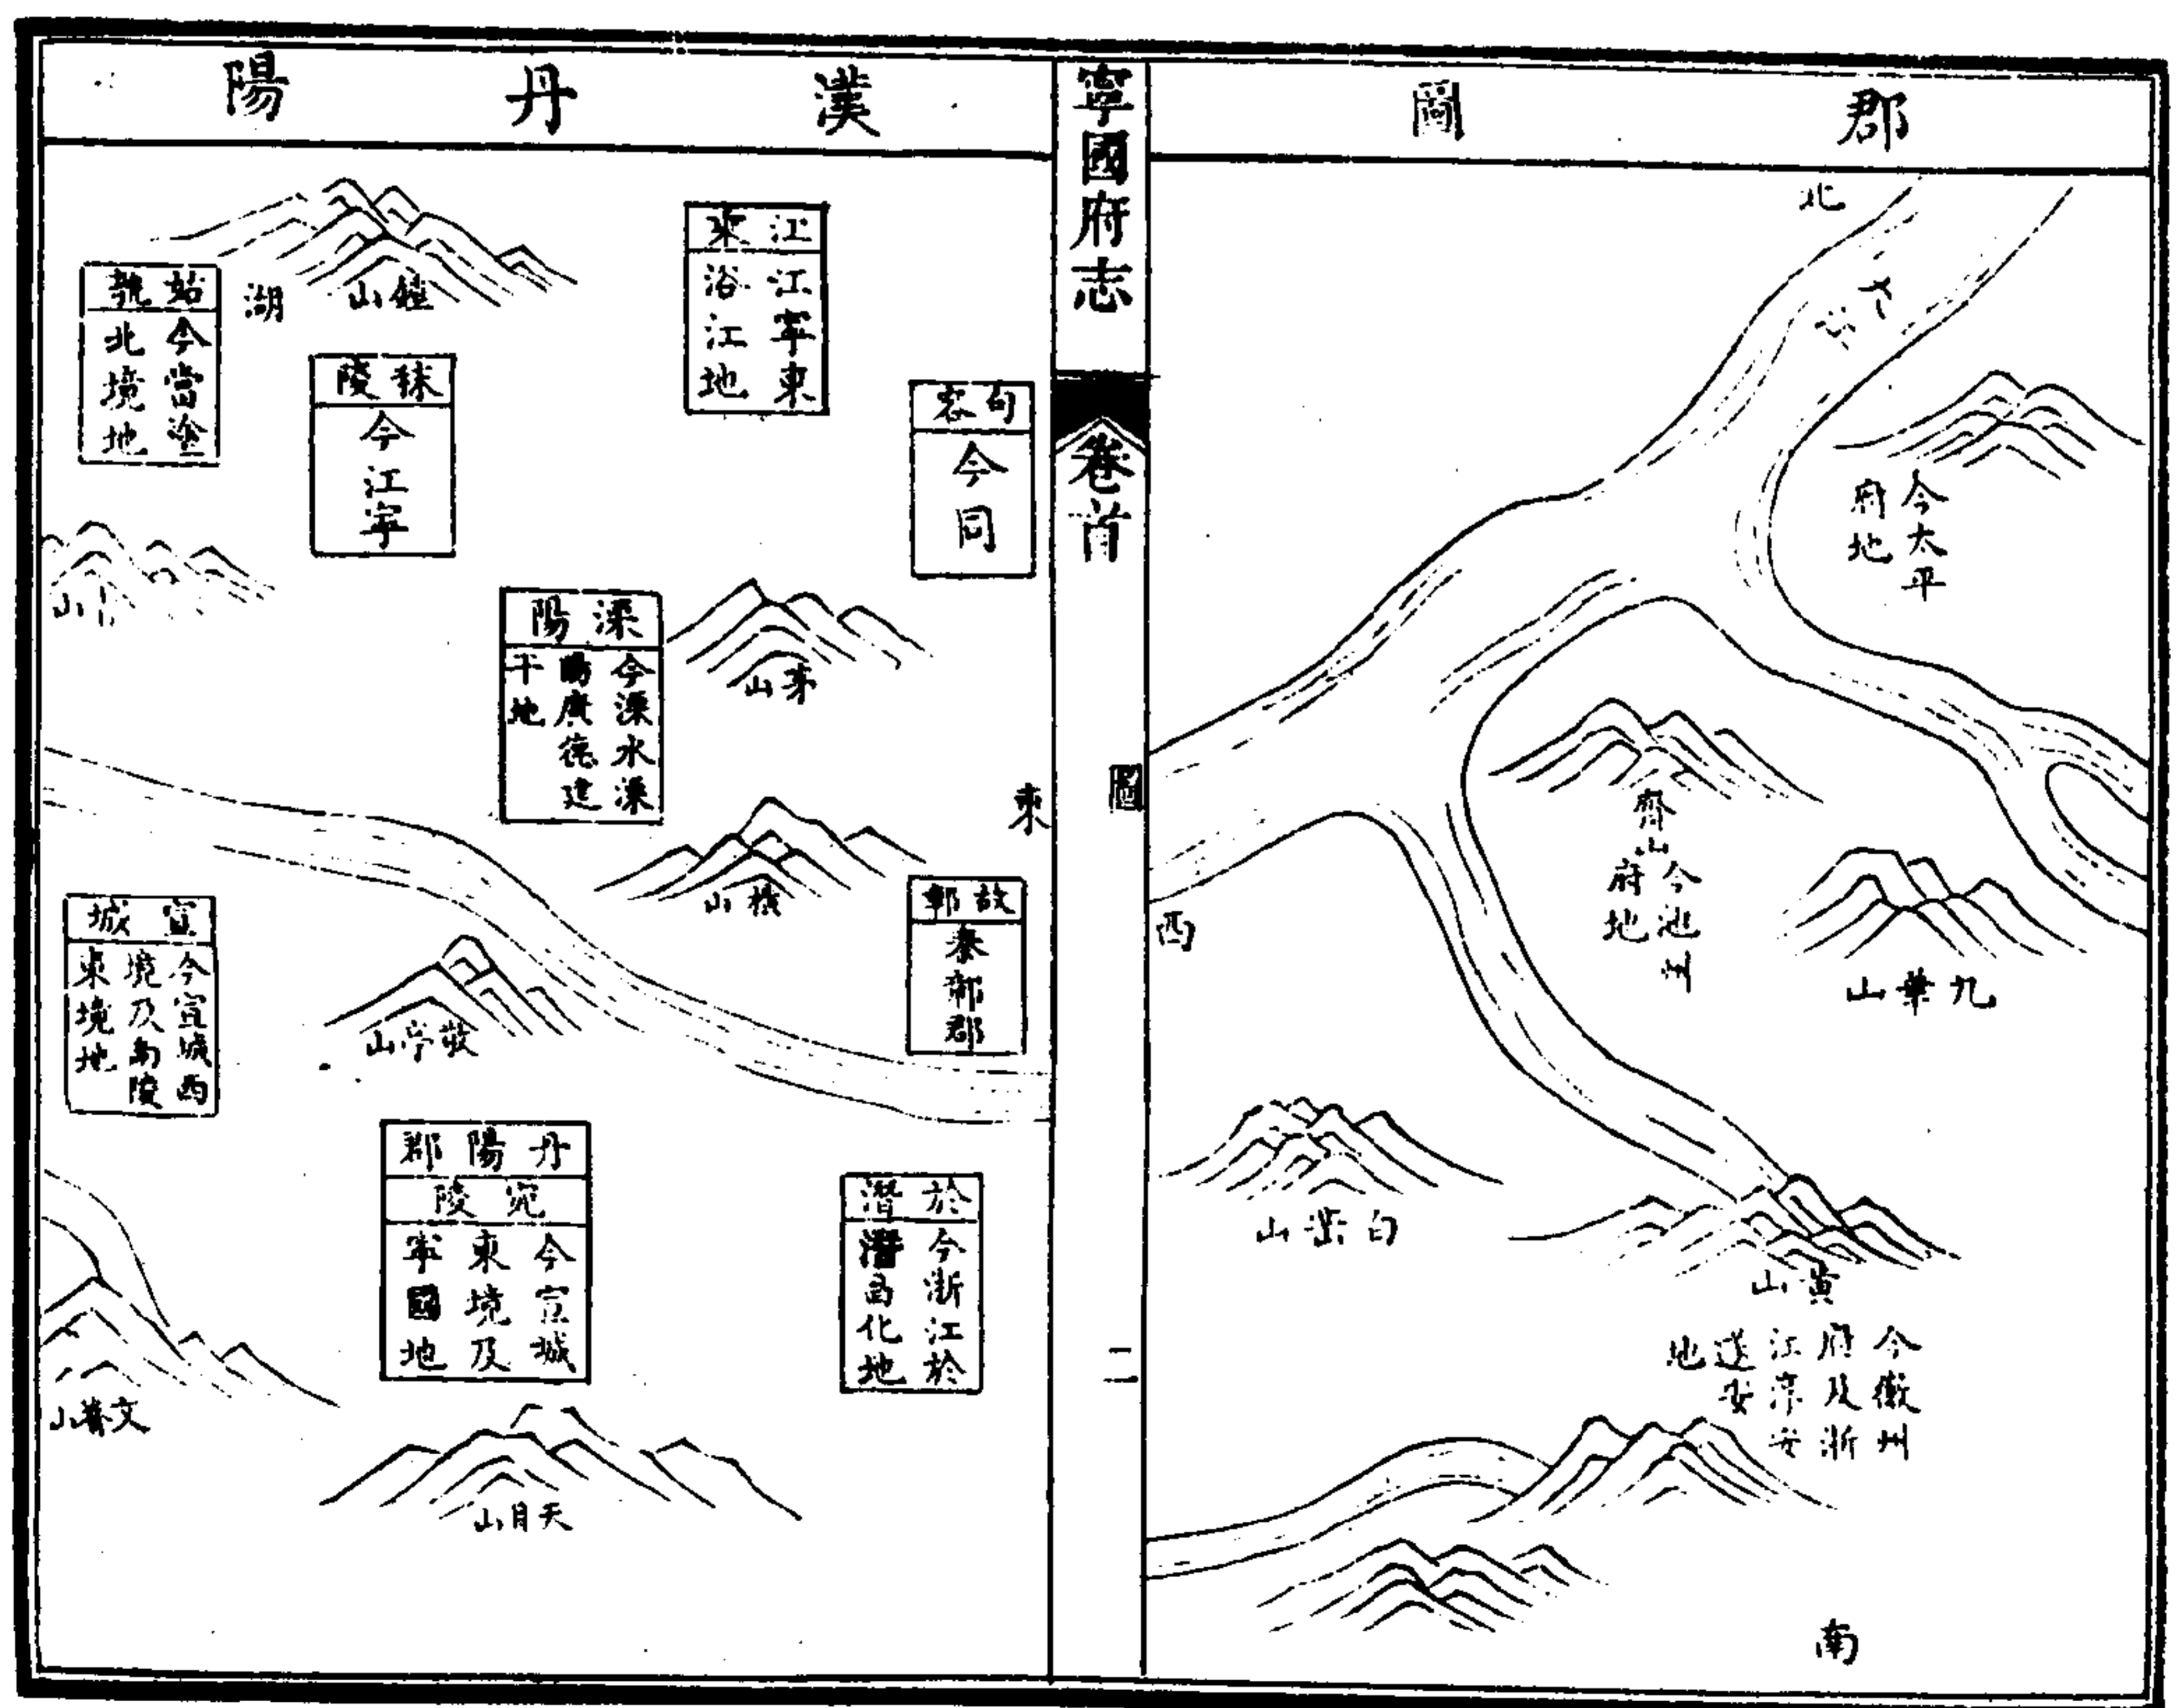 漢丹陽
江東
江寧東
浴江地
句容
今同
鐘山
湖
秣陵
今江寧
今當塗
北境地
茅山
溧陽
今溧水溧
陽廣德建
平地
東
橫山
故鄣
秦鄣郡
敬亭山
宣城
今宣城西
境及南陵
東境地
於潛
今浙江於
潛昌化地
丹陽郡
宛陵
今宣城
東境及
寧國地
文脊山
天目山
寧國府志
卷首
圖
二
郡圖
北
今太平
府地
齊山
今池州
府地
九華山
西
黃山
今徽州
府及浙
江淳安
遂安
地
南